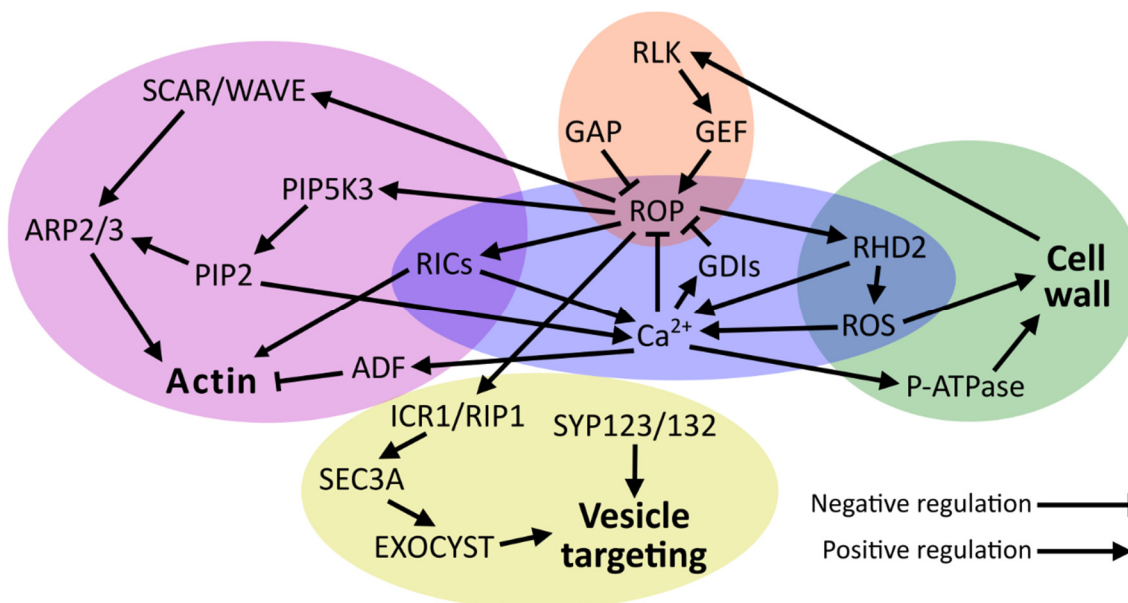 RLK
SCAR/WAVE
GAP
GEF
PIP5K3
ROP
ARP2/3
RICs
GDIs
RHD2
Cell
wall
PIP2
Ca²⁺
ROS
Actin
ADF
P-ATPase
ICR1/RIP1
SYP123/132
SEC3A
EXOCYST
Vesicle
targeting
Negative regulation
Positive regulation